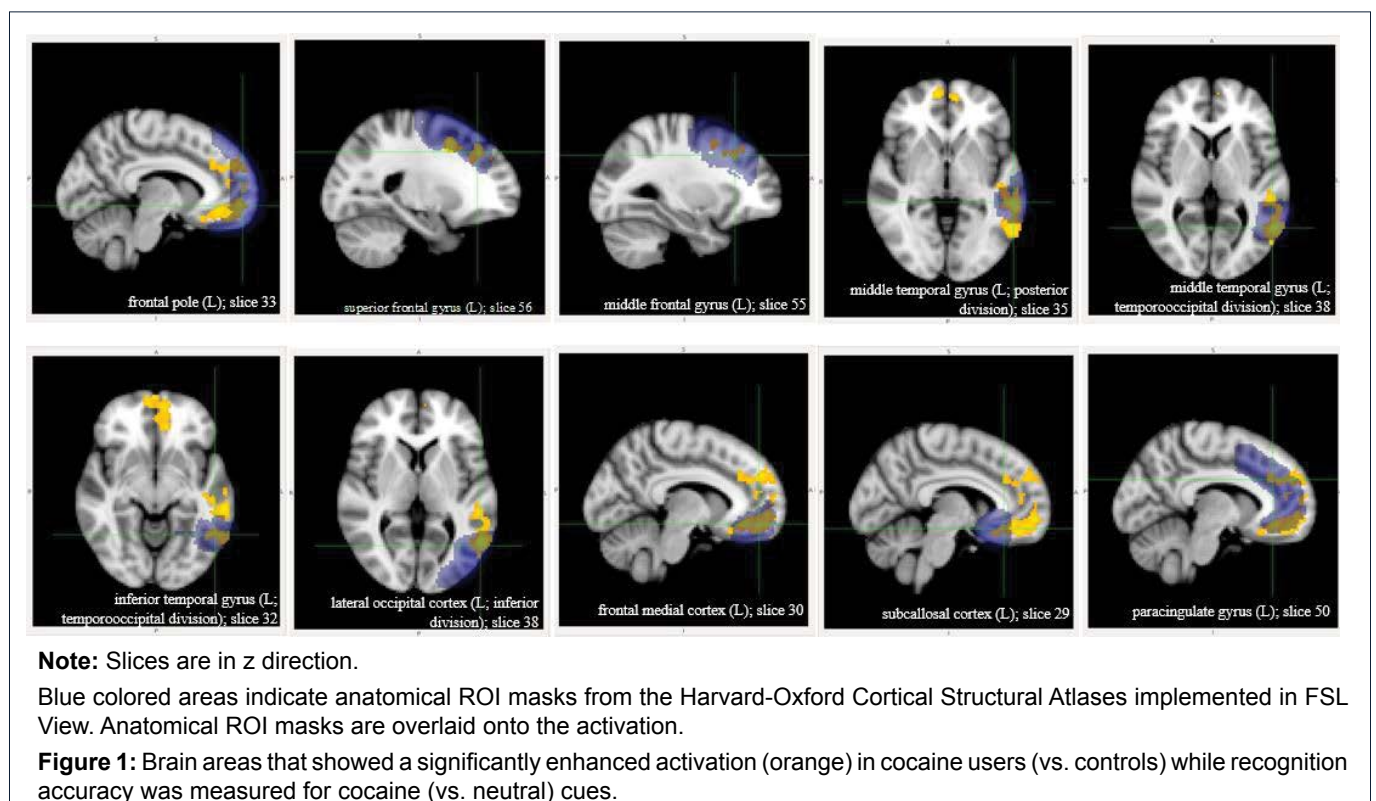 frontal pole (L); slice 33
superior frontal gyrus (L); slice 56
middle frontal gyrus (L); slice 55
middle temporal gyrus (L; posterior
division); slice 35
middle temporal gyrus (L;
temporooccipital division); slice 38
inferior temporal gyrus (L;
temporooccipital division); slice 32
lateral occipital cortex (L; inferior
division); slice 38
frontal medial cortex (L); slice 30
subcallosal cortex (L); slice 29
paracingulate gyrus (L); slice 50
Note: Slices are in z direction.
Blue colored areas indicate anatomical ROI masks from the Harvard-Oxford Cortical Structural Atlases implemented in FSL
View. Anatomical ROI masks are overlaid onto the activation.
Figure 1: Brain areas that showed a significantly enhanced activation (orange) in cocaine users (vs. controls) while recognition
accuracy was measured for cocaine (vs. neutral) cues.